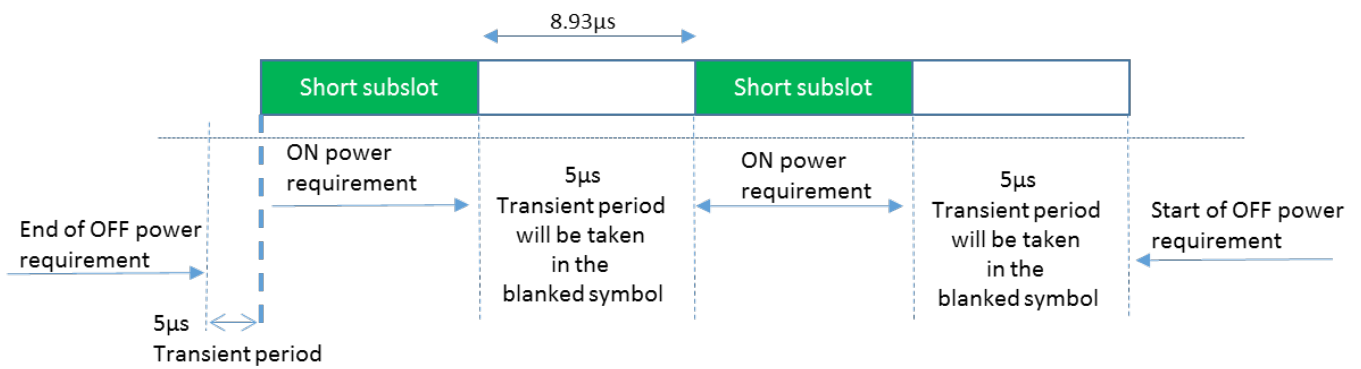 8.93µs
Short subslot
Short subslot
ON power
requirement
5µs
Transient period
will be taken
in the
blanked symbol
ON power
requirement
5µs
Transient period
will be taken
in the
blanked symbol
End of OFF power
requirement
Start of OFF power
requirement
5µs
Transient period